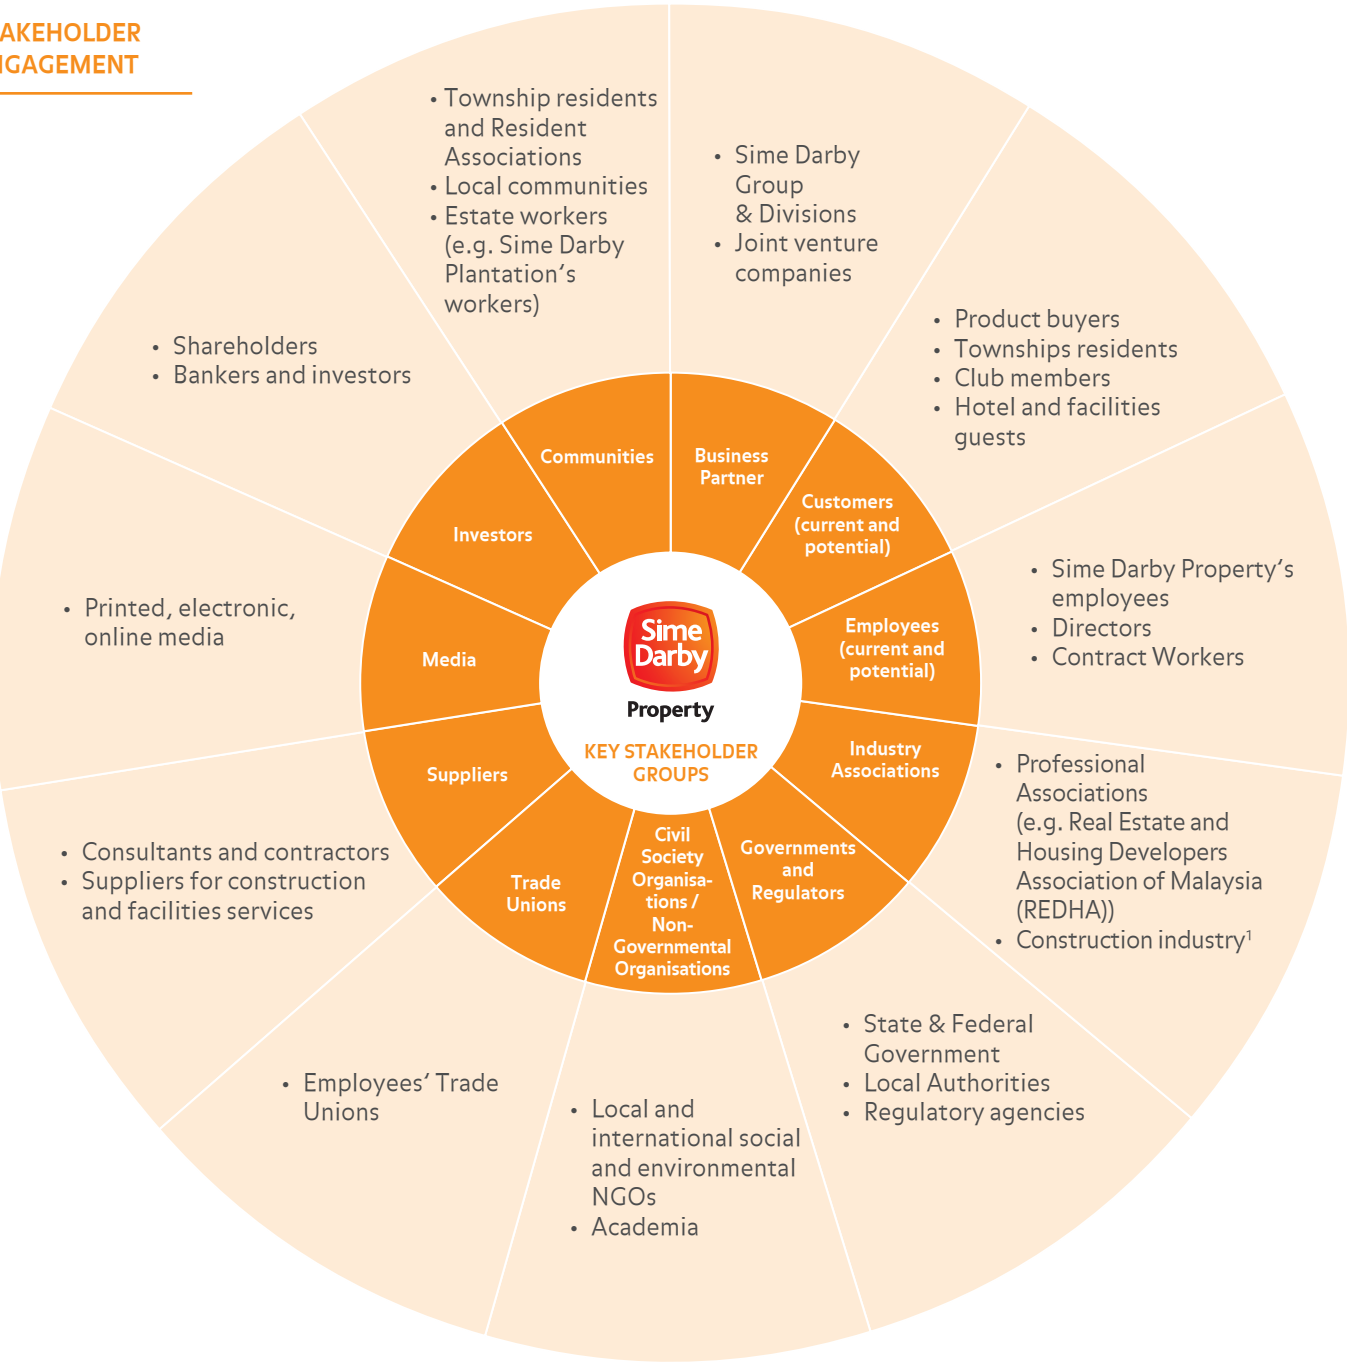 AKEHOLDER
GAGEMENT
• Township residents
and Resident
Associations
• Local communities
• Estate workers
(e.g. Sime Darby
Plantation‘s
workers)
• Sime Darby
Group
& Divisions
• Joint venture
companies
• Product buyers
• Townships residents
• Club members
• Hotel and facilities
guests
• Sime Darby Property‘s
employees
• Directors
• Contract Workers
• Professional
Associations
(e.g. Real Estate and
Housing Developers
Association of Malaysia
(REDHA))
• Construction industry¹
• State & Federal
Government
• Local Authorities
• Regulatory agencies
• Local and
international social
and environmental
NGOs
• Academia
• Employees‘ Trade
Unions
• Consultants and contractors
• Suppliers for construction
and facilities services
• Printed, electronic,
online media
• Shareholders
• Bankers and investors
Communities
Business
Partner
Customers
(current and
potential)
Employees
(current and
potential)
Industry
Associations
Governments
and
Regulators
Civil
Society
Organisa-
tions /
Non-
Governmental
Organisations
Trade
Unions
Suppliers
Media
Investors
Sime
Darby
Property
KEY STAKEHOLDER
GROUPS